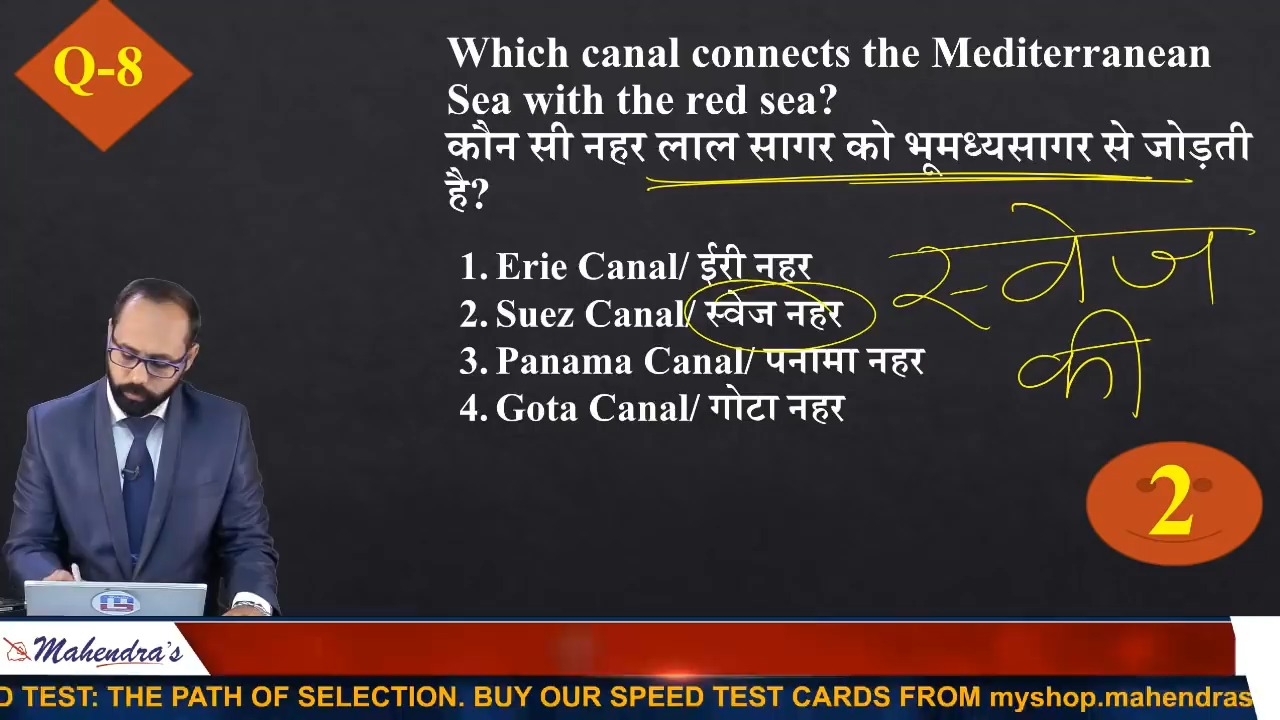 Q-8
Which canal connects the Mediterranean
Sea with the red sea?
कौन सी नहर लाल सागर को भूमध्यसागर से जोड़ती
है?
1. Erie Canal/ ईरी नहर
2. Suez Canal/ स्वेज नहर
3. Panama Canal/ पनामा नहर
4. Gota Canal/ गोटा नहर
स्वेज
की
2
Mahendra's
D TEST: THE PATH OF SELECTION. BUY OUR SPEED TEST CARDS FROM myshop.mahendras